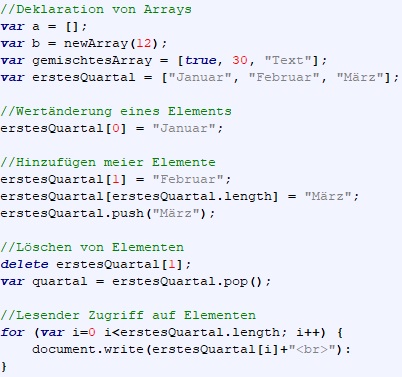 //Deklaration von Arrays
var a = [];
var b = newArray(12);
var gemischtesArray = [true, 30, "Text"];
var erstesQuartal = ["Januar", "Februar", "März"];
//Wertänderung eines Elements
erstesQuartal[0] = "Januar";
//Hinzufügen meier Elemente
erstesQuartal[1] = "Februar";
erstesQuartal[erstesQuartal.length] = "März";
erstesQuartal.push("März");
//Löschen von Elementen
delete erstesQuartal[1];
var quartal = erstesQuartal.pop();
//Lesender Zugriff auf Elementen
for (var i=0 i<erstesQuartal.length; i++) {
    document.write(erstesQuartal[i]+"<br>"):
}